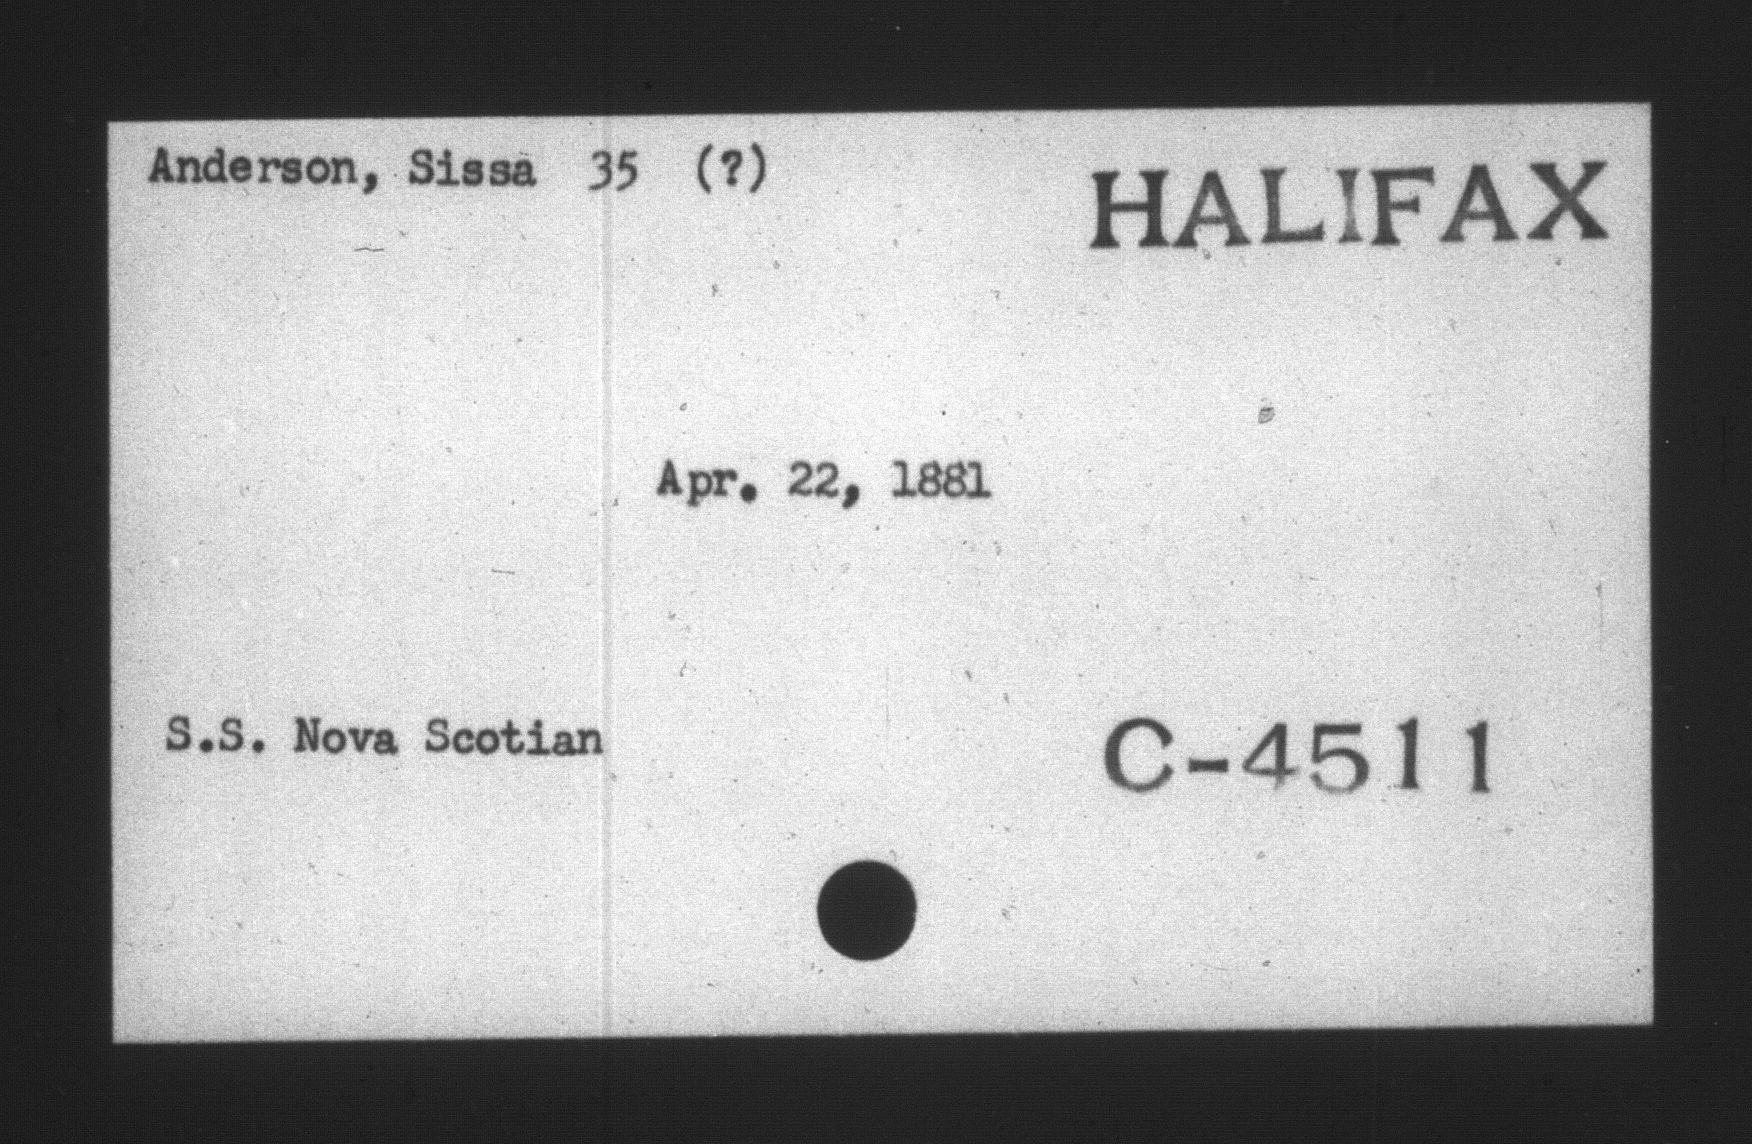 Anderson, Sissa 35 (?)
HALIFAX
Apr. 22, 1881
S.S. Nova Scotian
C-4511